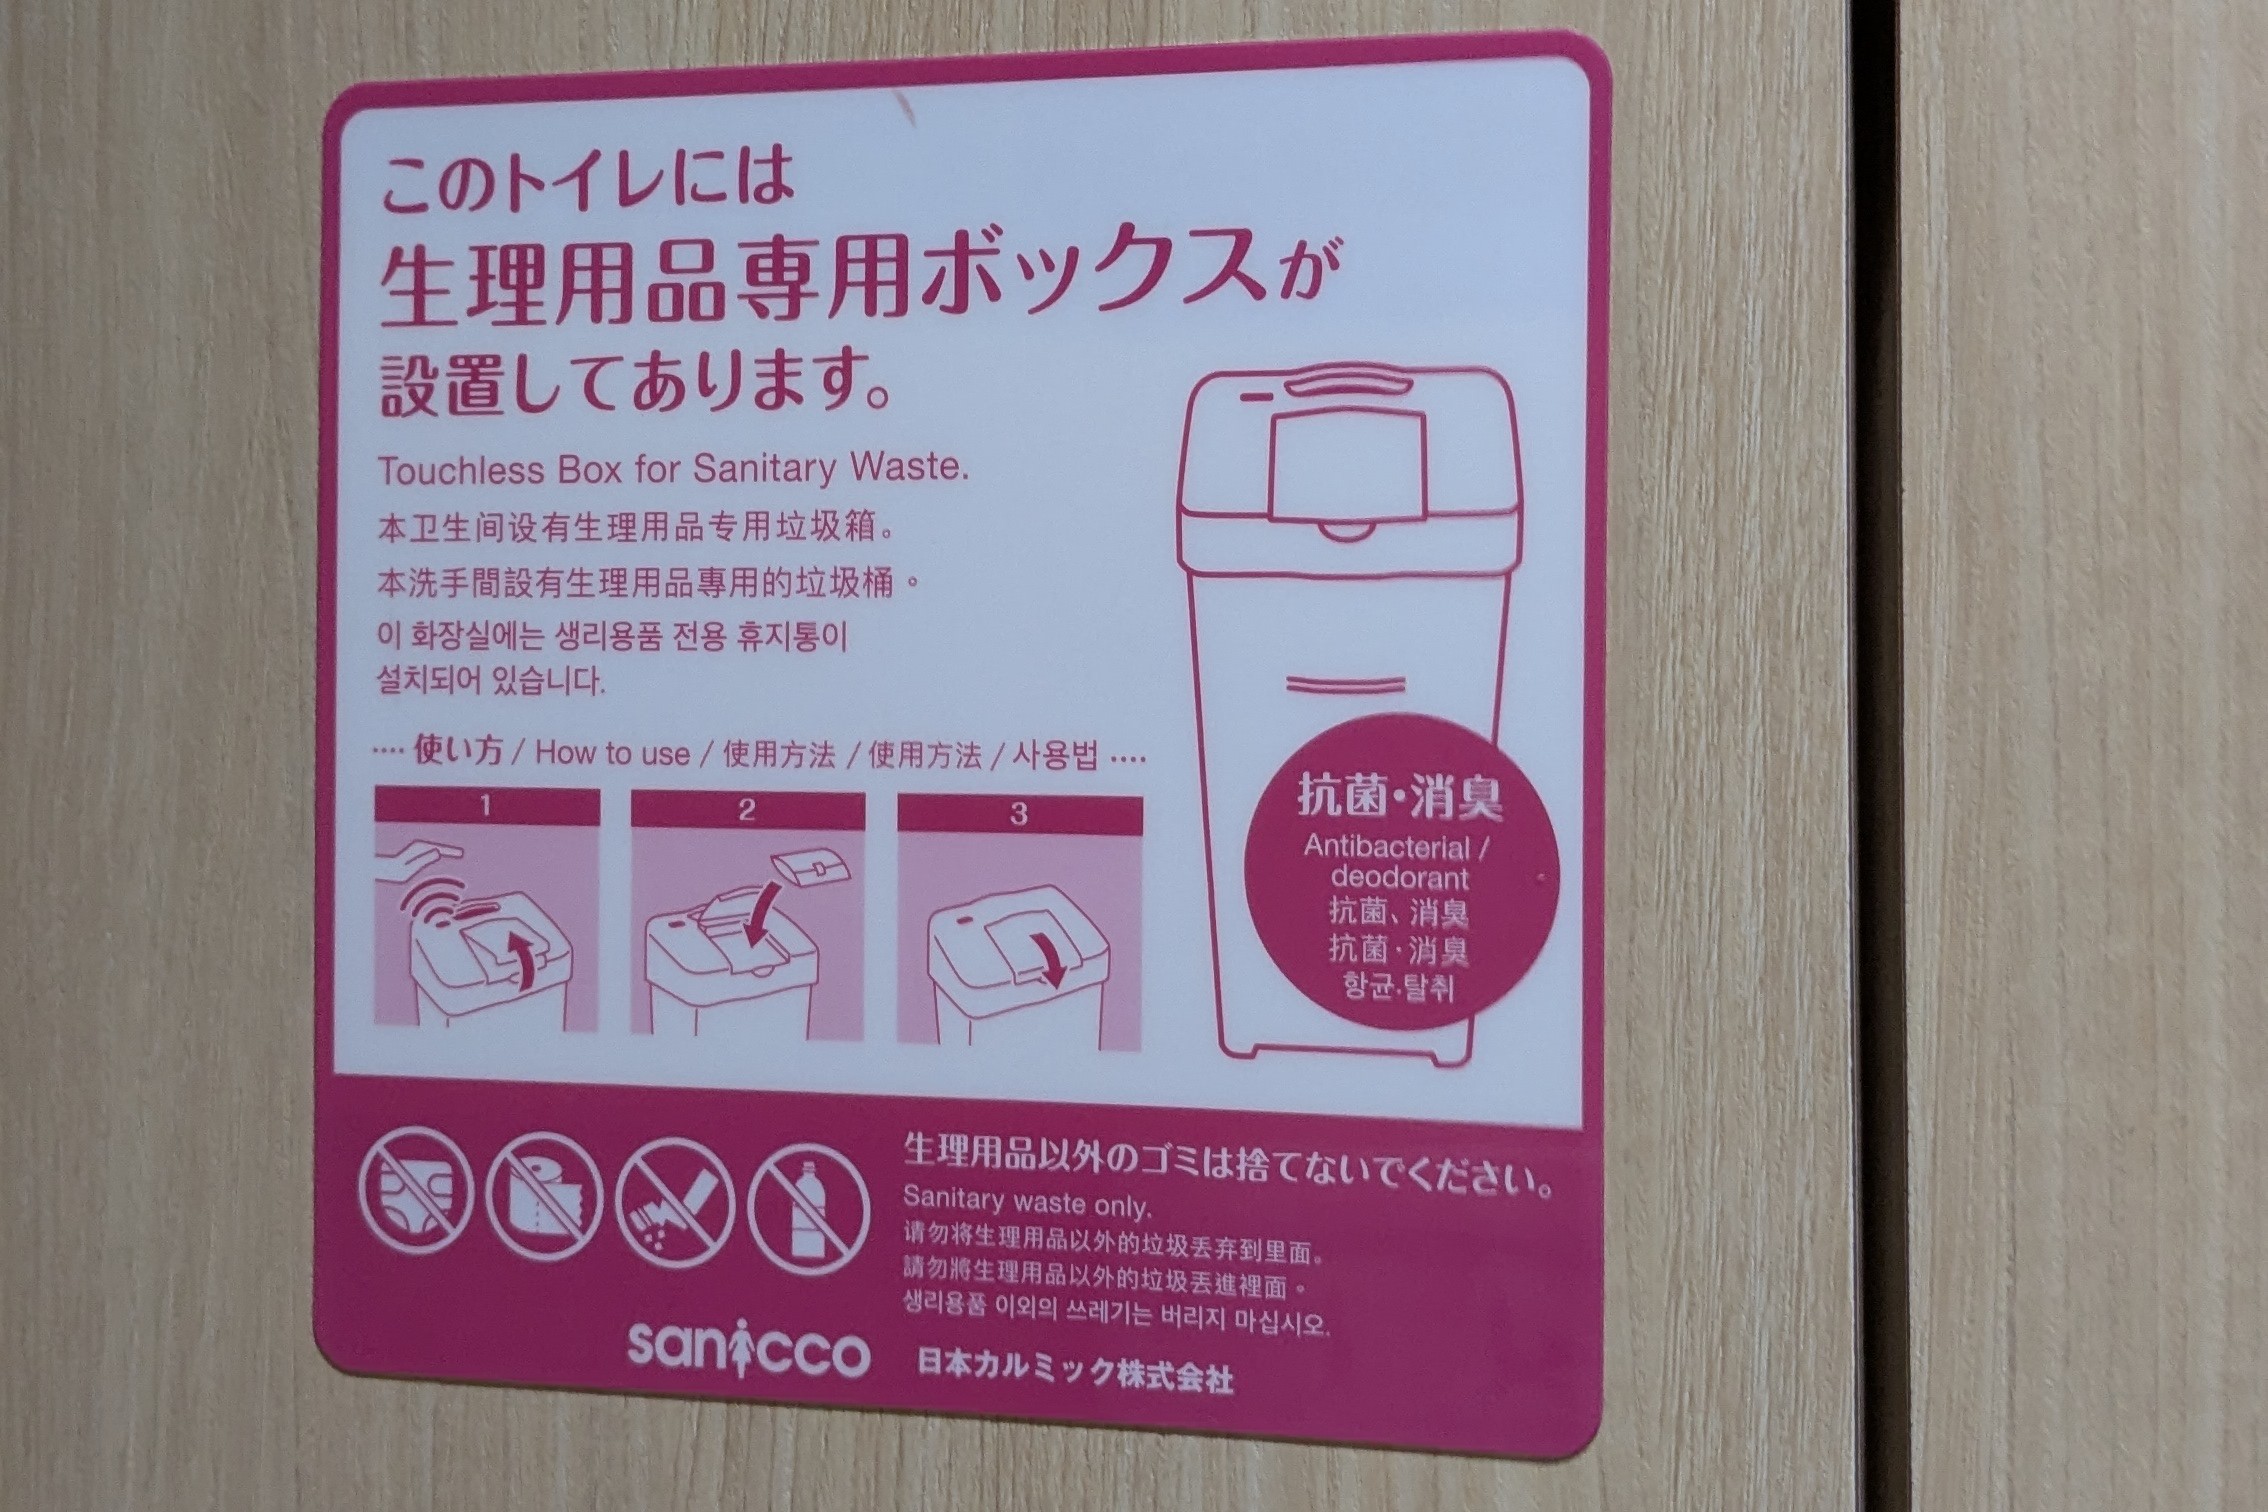 このトイレには
生理用品専用ボックスが
設置してあります。
Touchless Box for Sanitary Waste.
本卫生间设有生理用品专用垃圾箱。
本洗手間設有生理用品專用的垃圾桶。
이 화장실에는 생리용품 전용 휴지통이
설치되어 있습니다.
···· 使い方 / How to use / 使用方法 / 使用方法 / 사용법 ····
1
2
3
抗菌・消臭
Antibacterial /
deodorant
抗菌、消臭
抗菌・消臭
항균·탈취
生理用品以外のゴミは捨てないでください。
Sanitary waste only.
请勿将生理用品以外的垃圾丢弃到里面。
請勿將生理用品以外的垃圾丟進裡面。
생리용품 이외의 쓰레기는 버리지 마십시오.
sanicco
日本カルミック株式会社